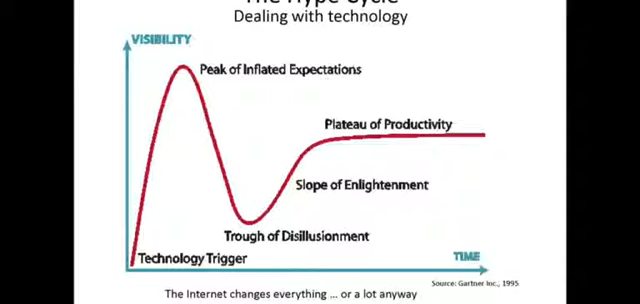 The Hype Cycle
Dealing with technology
VISIBILITY
Peak of Inflated Expectations
Plateau of Productivity
Slope of Enlightenment
Trough of Disillusionment
Technology Trigger
TIME
Source: Gartner Inc., 1995
The Internet changes everything ... or a lot anyway